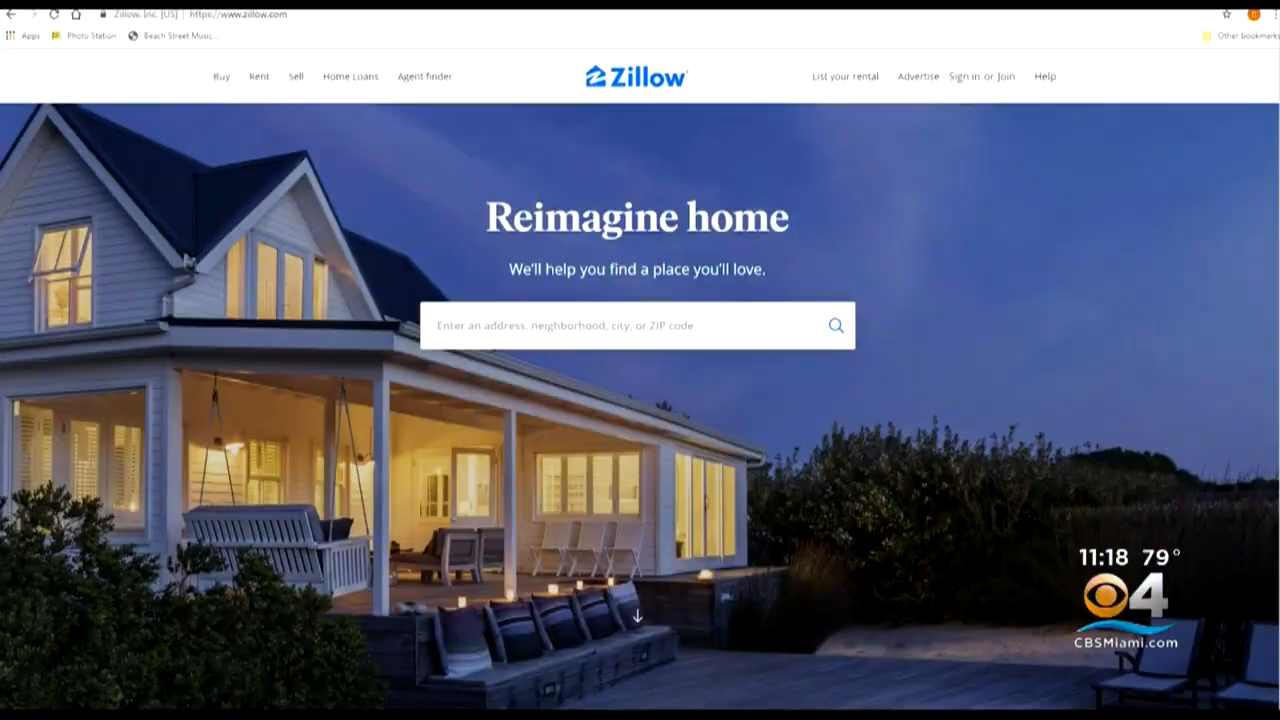 Zillow, Inc. [US] | https://www.zillow.com
Apps Photo Station Beach Street Music... Other bookmarks
Buy Rent Sell Home Loans Agent finder Zillow List your rental Advertise Sign in or Join Help
Reimagine home
We'll help you find a place you'll love.
Enter an address, neighborhood, city, or ZIP code
11:18 79°
4
CBSMiami.com